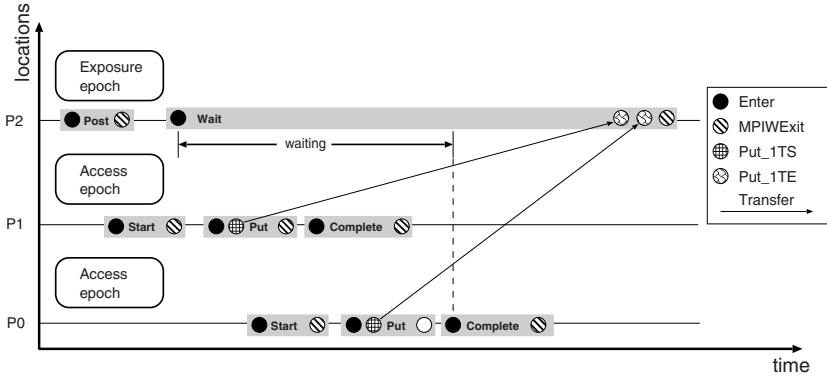 locations
Exposure
epoch
P2
Post
Wait
waiting
Access
epoch
P1
Start
Put
Complete
Access
epoch
P0
Start
Put
Complete
time
Enter
MPIWExit
Put_1TS
Put_1TE
Transfer